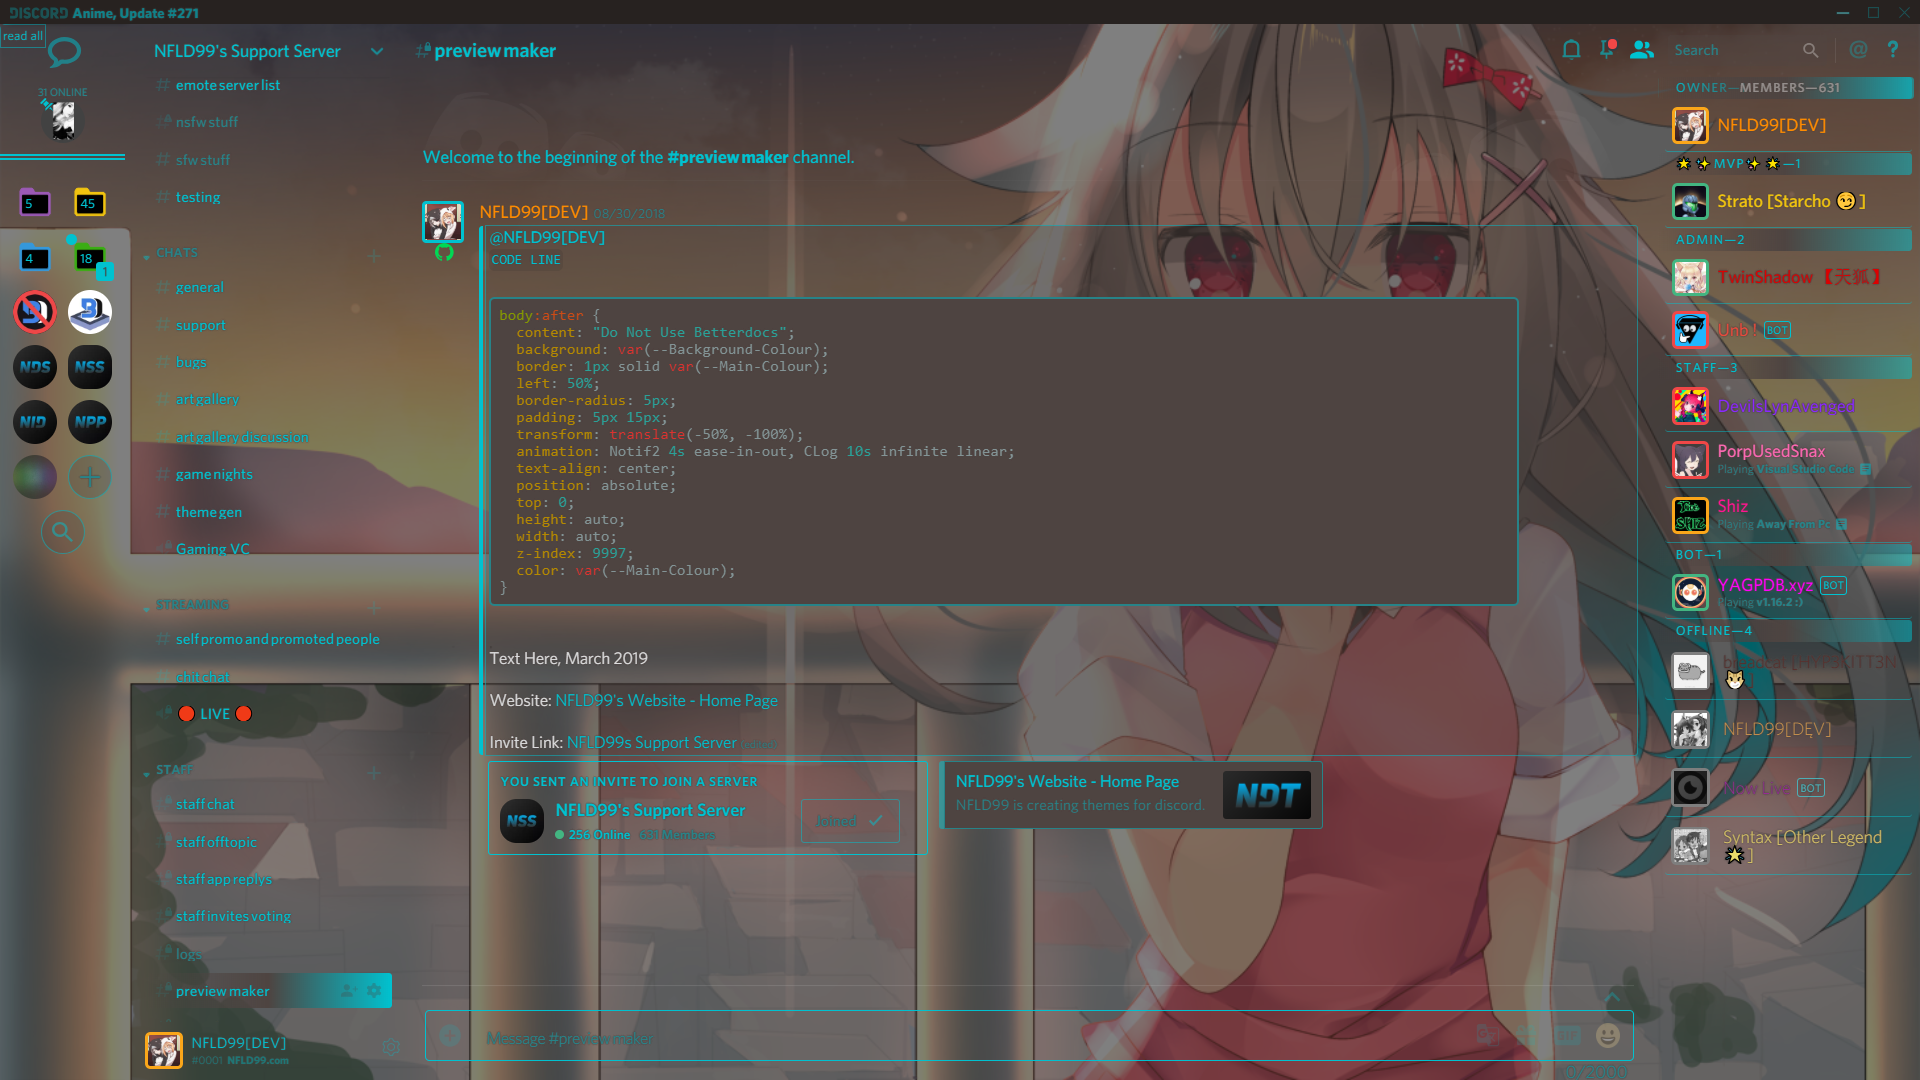 DISCORD Anime, Update #271
read all
31 ONLINE
5
45
4
18
1
NDS
NSS
NID
NPP
NFLD99's Support Server
emote server list
nsfw stuff
sfw stuff
testing
CHATS
general
support
bugs
art gallery
art gallery discussion
game nights
theme gen
Gaming VC
STREAMING
self promo and promoted people
chit chat
LIVE
STAFF
staff chat
staff offtopic
staff app replys
staff invites voting
logs
preview maker
NFLD99[DEV]
#0001 NFLD99.com
preview maker
Search
Welcome to the beginning of the #preview maker channel.
NFLD99[DEV] 08/30/2018
@NFLD99[DEV]
CODE LINE
body:after {
content: "Do Not Use Betterdocs";
background: var(--Background-Colour);
border: 1px solid var(--Main-Colour);
left: 50%;
border-radius: 5px;
padding: 5px 15px;
transform: translate(-50%, -100%);
animation: Notif2 4s ease-in-out, CLog 10s infinite linear;
text-align: center;
position: absolute;
top: 0;
height: auto;
width: auto;
z-index: 9997;
color: var(--Main-Colour);
}
Text Here, March 2019
Website: NFLD99's Website - Home Page
Invite Link: NFLD99s Support Server
YOU SENT AN INVITE TO JOIN A SERVER
NSS
NFLD99's Support Server
256 Online 631 Members
Joined
NFLD99's Website - Home Page
NFLD99 is creating themes for discord.
NDT
Message #preview maker
OWNER—MEMBERS—631
NFLD99[DEV]
MVP —1
Strato [Starcho 😏 ]
ADMIN—2
TwinShadow 【天狐】
Unb ! BOT
STAFF—3
DevilsLynAvenged
PorpUsedSnax
Playing Visual Studio Code
Shiz
Playing Away From Pc
BOT—1
YAGPDB.xyz BOT
Playing v1.16.2 :)
OFFLINE—4
NFLD99[DEV]
Now Live BOT
Syntax [Other Legend
🌟 ]